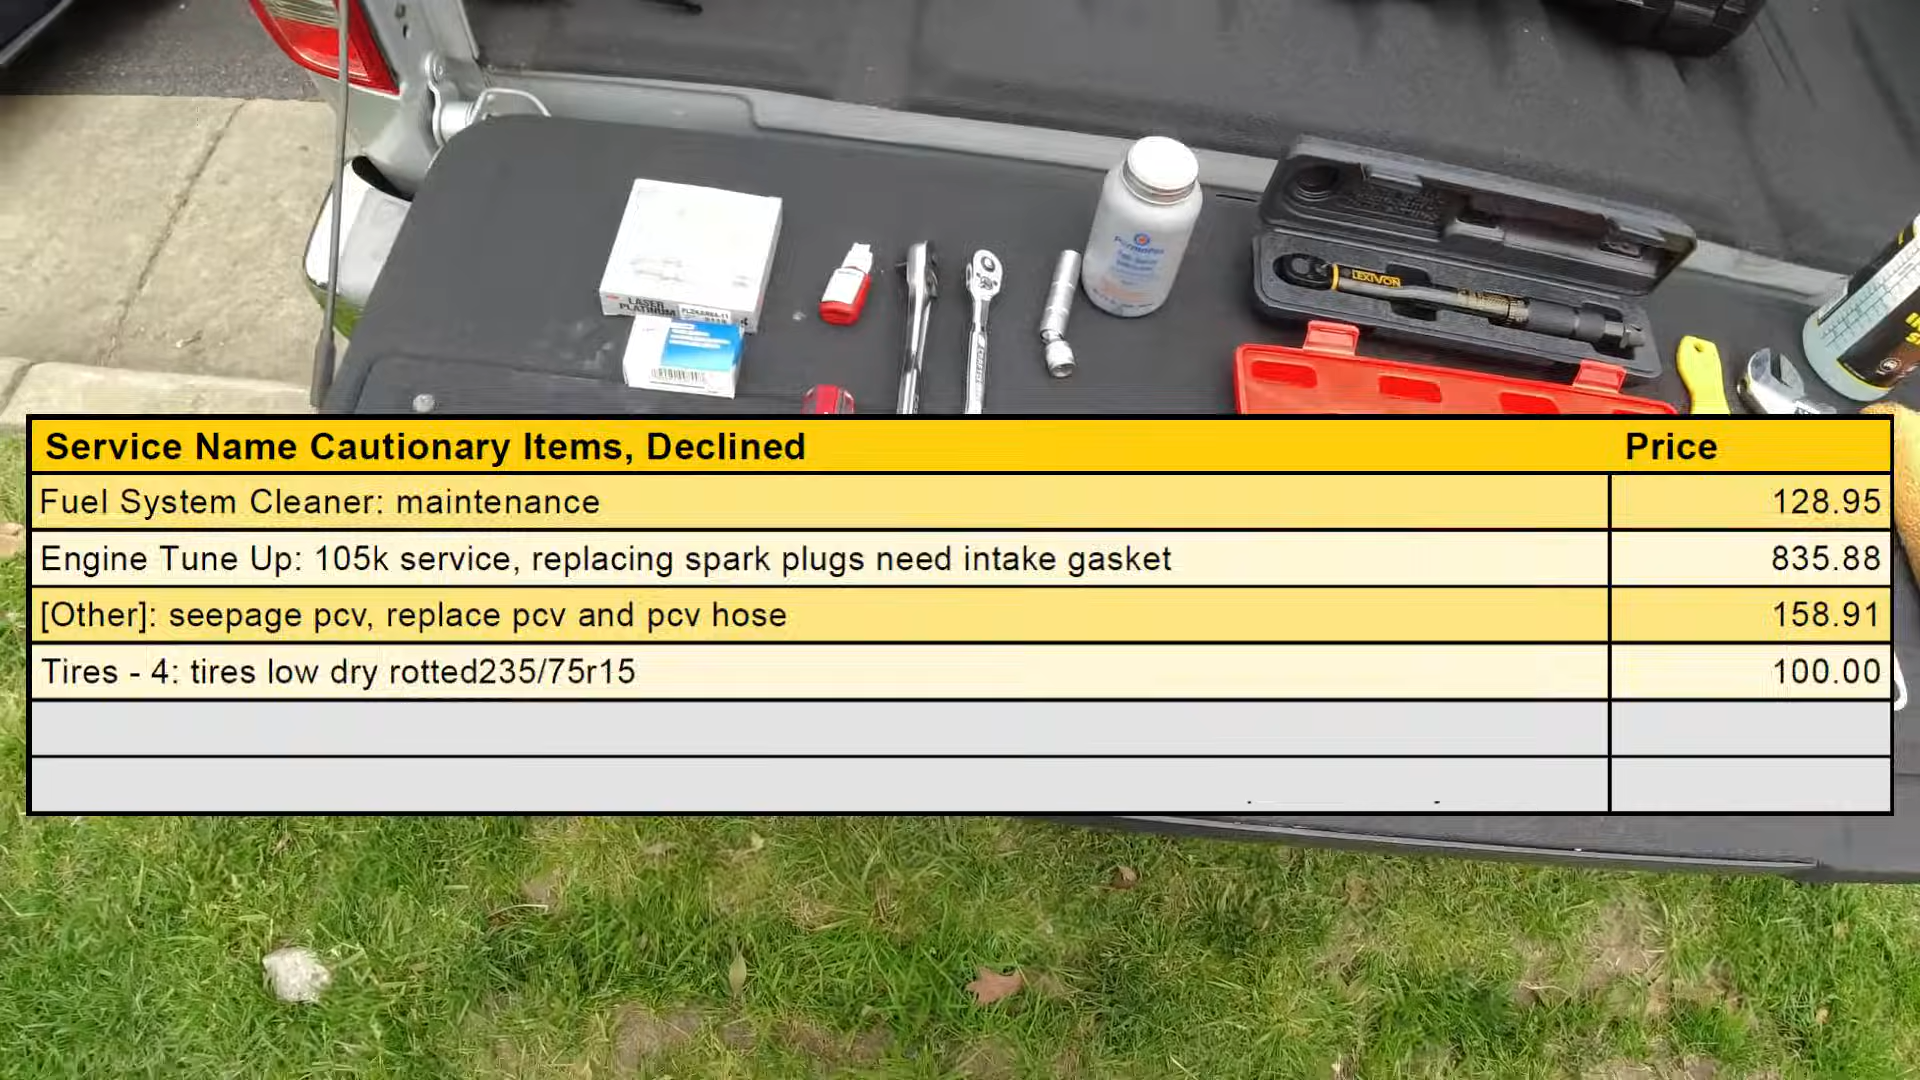 LASER
PLATINUM
Permatex
LEXIVON
Service Name Cautionary Items, Declined Price
Fuel System Cleaner: maintenance 128.95
Engine Tune Up: 105k service, replacing spark plugs need intake gasket 835.88
[Other]: seepage pcv, replace pcv and pcv hose 158.91
Tires - 4: tires low dry rotted235/75r15 100.00